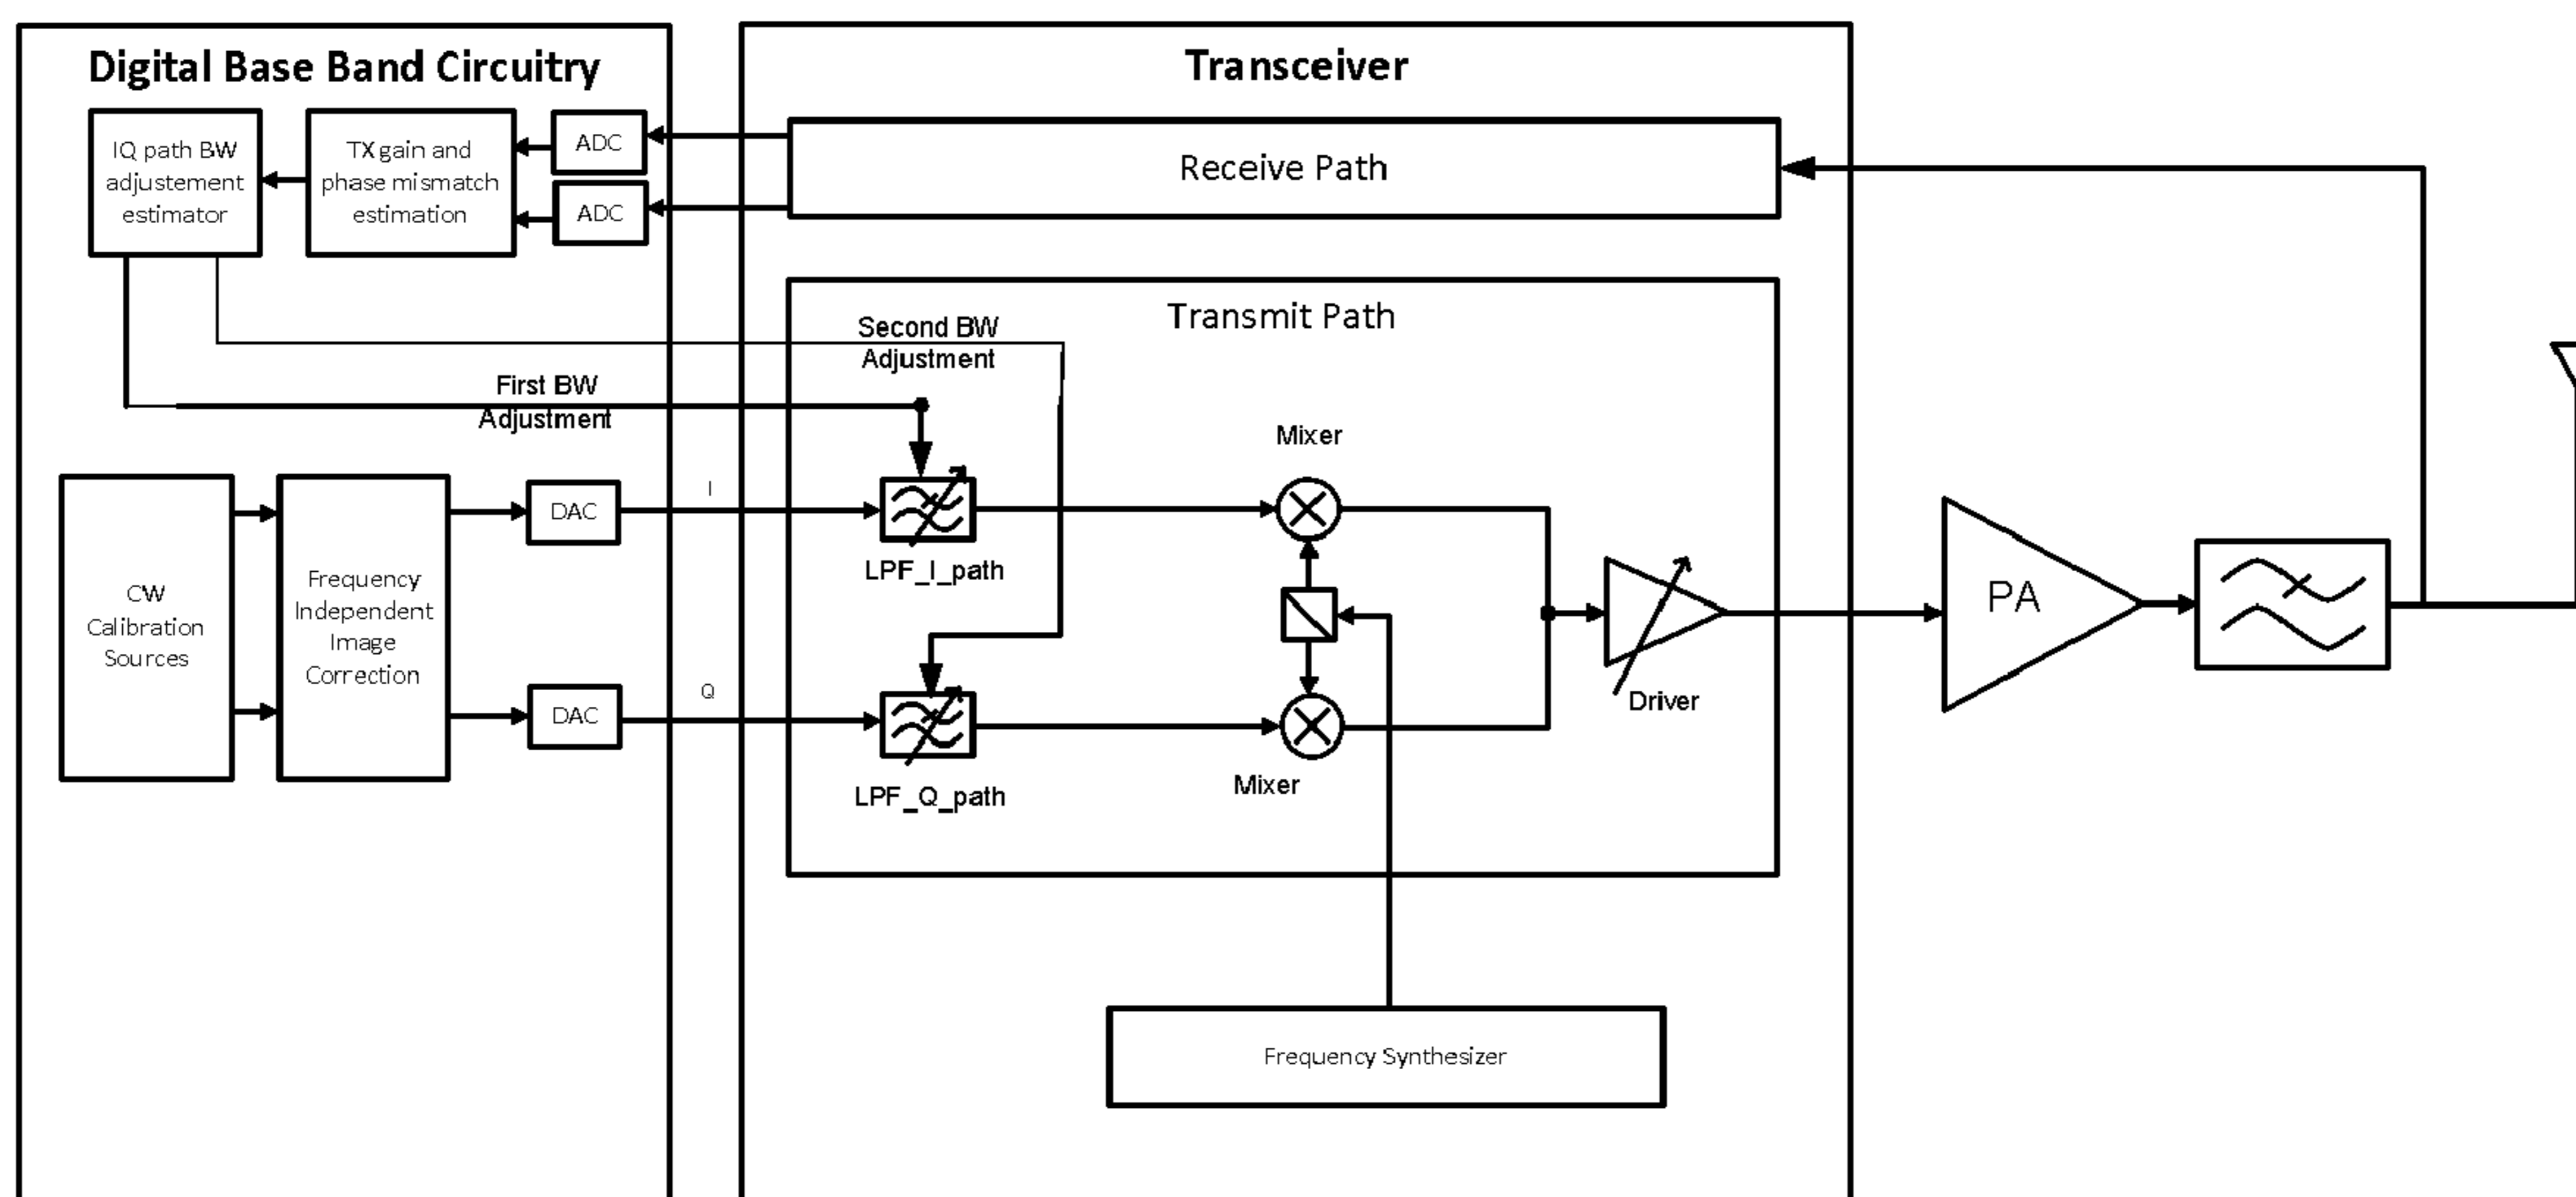 Digital Base Band Circuitry
Transceiver
IQ path BW
adjustement
estimator
TX gain and
phase mismatch
estimation
ADC
ADC
Receive Path
Transmit Path
Second BW
Adjustment
First BW
Adjustment
Mixer
I
DAC
LPF_I_path
CW
Calibration
Sources
Frequency
Independent
Image
Correction
PA
Q
DAC
Driver
Mixer
LPF_Q_path
Frequency Synthesizer